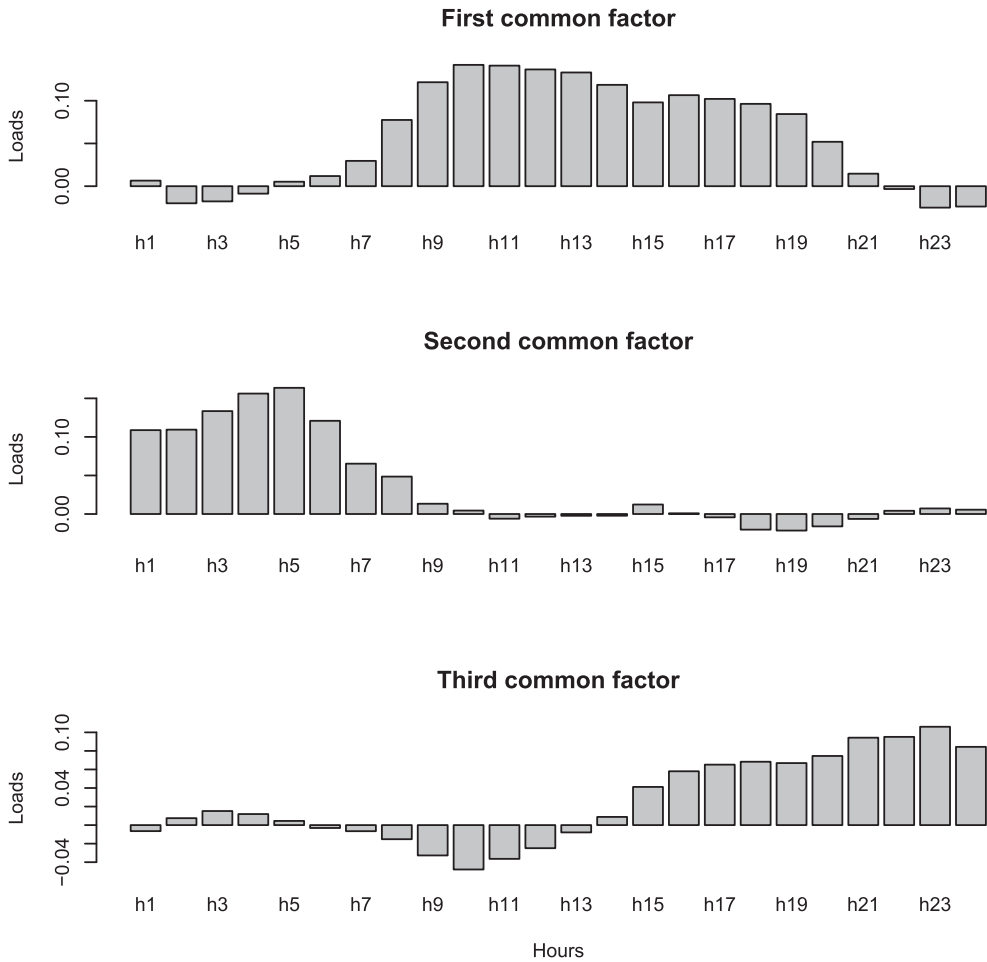 First common factor
Loads
0.10
0.00
h1 h3 h5 h7 h9 h11 h13 h15 h17 h19 h21 h23
Second common factor
Loads
0.10
0.00
h1 h3 h5 h7 h9 h11 h13 h15 h17 h19 h21 h23
Third common factor
Loads
0.10
0.04
−0.04
h1 h3 h5 h7 h9 h11 h13 h15 h17 h19 h21 h23
Hours